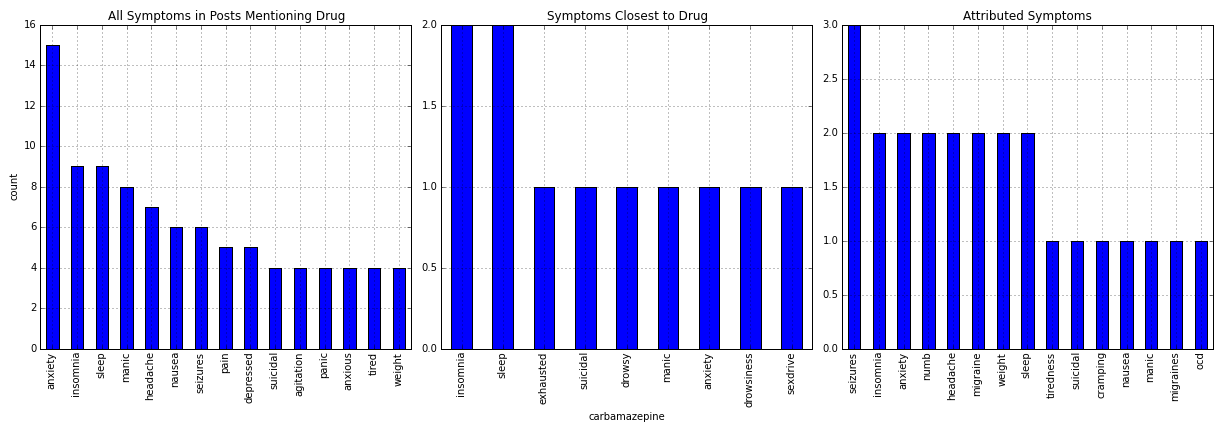 All Symptoms in Posts Mentioning Drug
16
14
12
10
8
6
4
2
0
count
anxiety
insomnia
sleep
manic
headache
nausea
seizures
pain
depressed
suicidal
agitation
panic
anxious
tired
weight
Symptoms Closest to Drug
2.0
1.5
1.0
0.5
0.0
insomnia
sleep
exhausted
suicidal
drowsy
manic
anxiety
drowsiness
sexdrive
carbamazepine
Attributed Symptoms
3.0
2.5
2.0
1.5
1.0
0.5
0.0
seizures
insomnia
anxiety
numb
headache
migraine
weight
sleep
tiredness
suicidal
cramping
nausea
manic
migraines
ocd